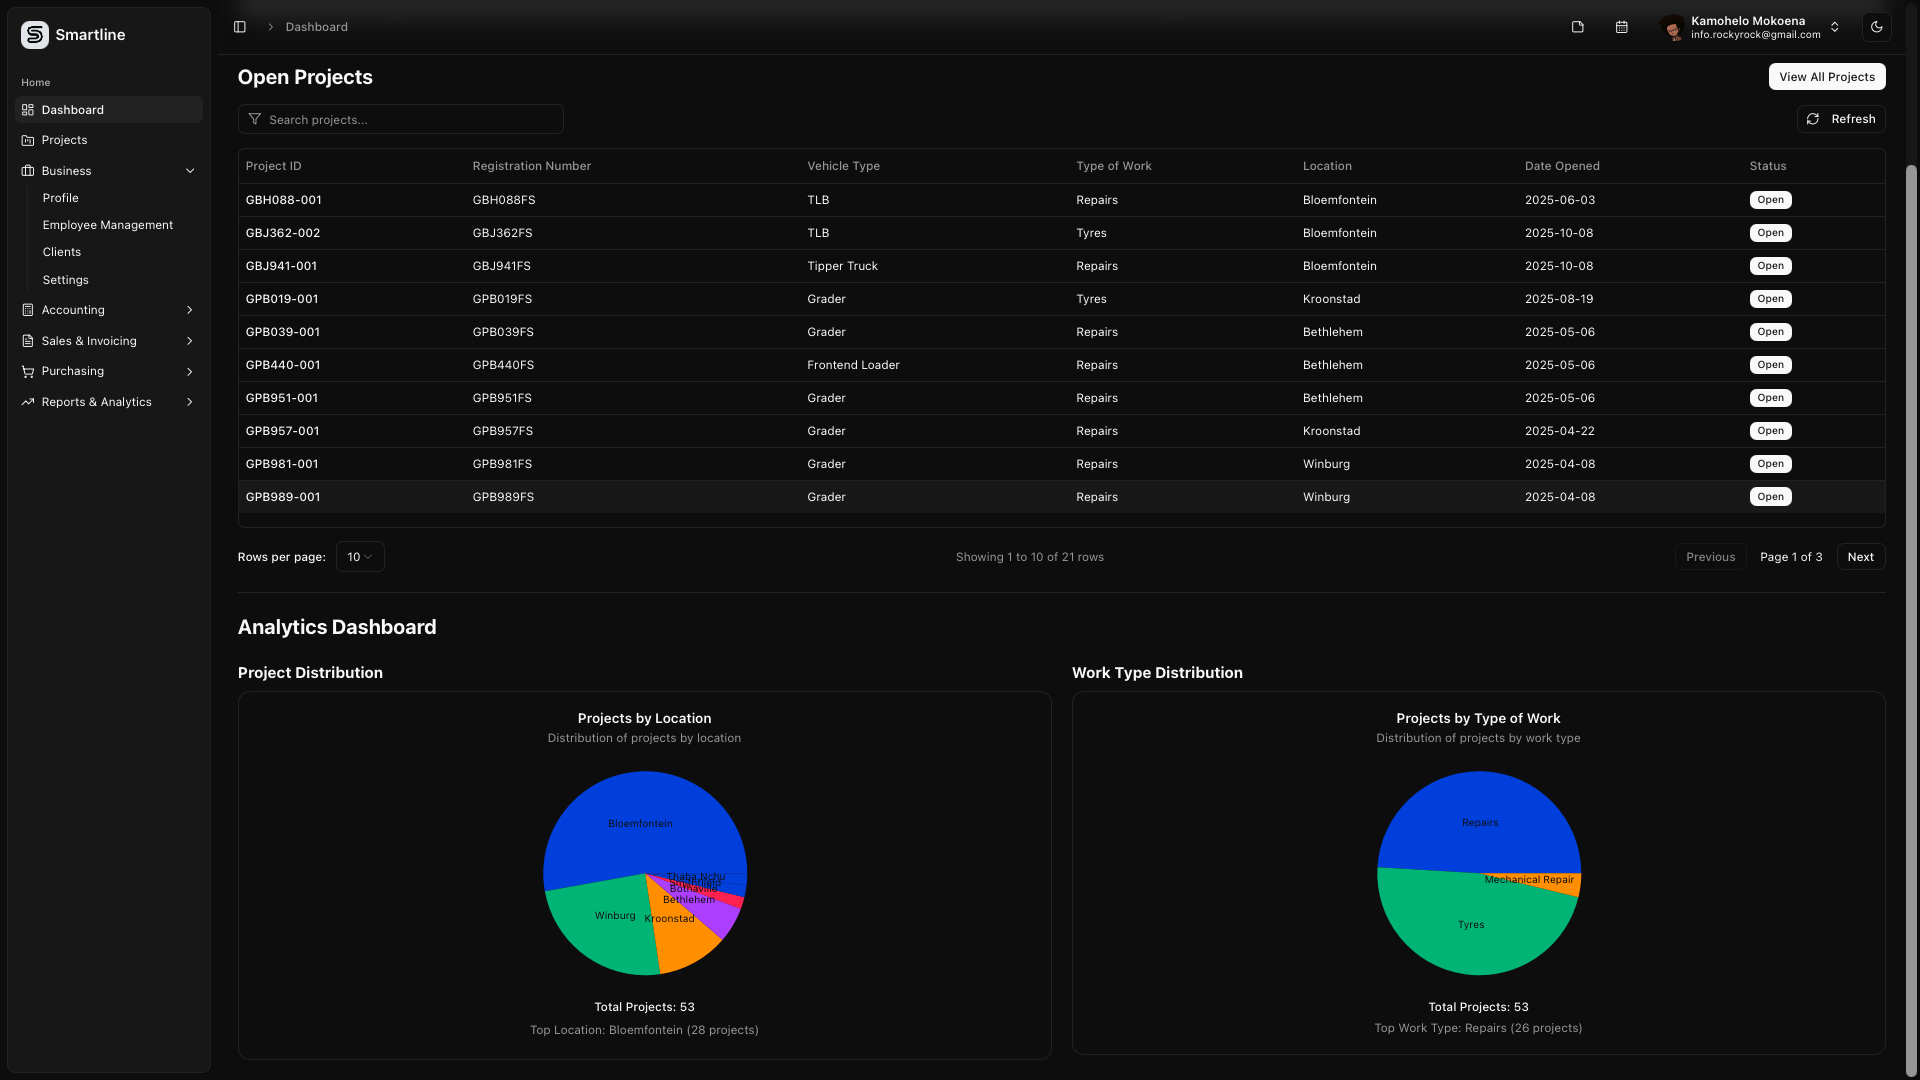 Smartline
Home
Dashboard
Projects
Business
Profile
Employee Management
Clients
Settings
Accounting
Sales & Invoicing
Purchasing
Reports & Analytics
Dashboard
Kamohelo Mokoena
info.rockyrock@gmail.com
Open Projects
View All Projects
Search projects...
Refresh
Project ID Registration Number Vehicle Type Type of Work Location Date Opened Status
GBH088-001 GBH088FS TLB Repairs Bloemfontein 2025-06-03 Open
GBJ362-002 GBJ362FS TLB Tyres Bloemfontein 2025-10-08 Open
GBJ941-001 GBJ941FS Tipper Truck Repairs Bloemfontein 2025-10-08 Open
GPB019-001 GPB019FS Grader Tyres Kroonstad 2025-08-19 Open
GPB039-001 GPB039FS Grader Repairs Bethlehem 2025-05-06 Open
GPB440-001 GPB440FS Frontend Loader Repairs Bethlehem 2025-05-06 Open
GPB951-001 GPB951FS Grader Repairs Bethlehem 2025-05-06 Open
GPB957-001 GPB957FS Grader Repairs Kroonstad 2025-04-22 Open
GPB981-001 GPB981FS Grader Repairs Winburg 2025-04-08 Open
GPB989-001 GPB989FS Grader Repairs Winburg 2025-04-08 Open
Rows per page: 10
Showing 1 to 10 of 21 rows
Previous Page 1 of 3 Next
Analytics Dashboard
Project Distribution
Projects by Location
Distribution of projects by location
Bloemfontein
Thaba Nchu
Bothaville
Bethlehem
Winburg
Kroonstad
Total Projects: 53
Top Location: Bloemfontein (28 projects)
Work Type Distribution
Projects by Type of Work
Distribution of projects by work type
Repairs
Mechanical Repair
Tyres
Total Projects: 53
Top Work Type: Repairs (26 projects)